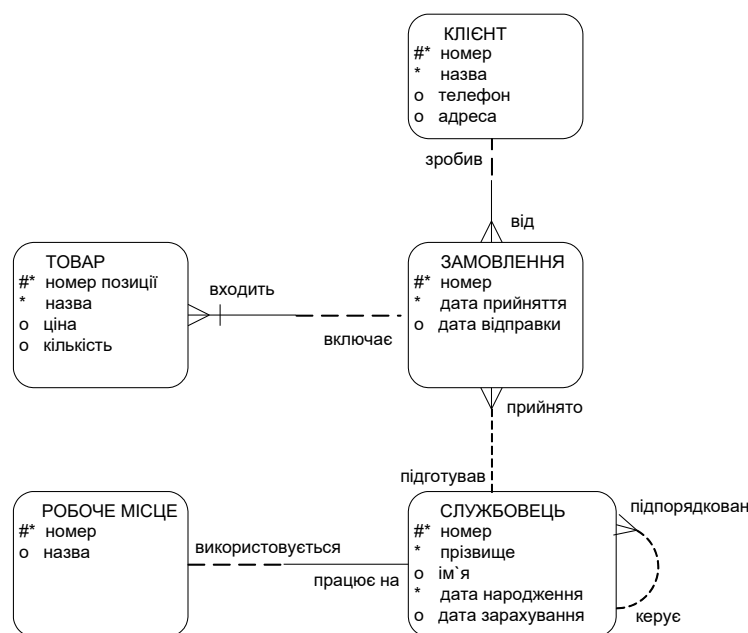 КЛІЄНТ
#* номер
* назва
о телефон
о адреса
зробив
від
ТОВАР
#* номер позиції
* назва
о ціна
о кількість
входить
включає
ЗАМОВЛЕННЯ
#* номер
* дата прийняття
о дата відправки
прийнято
підготував
РОБОЧЕ МІСЦЕ
#* номер
о назва
використовується
працює на
СЛУЖБОВЕЦЬ
#* номер
* прізвище
о ім`я
* дата народження
о дата зарахування
підпорядкован
керує